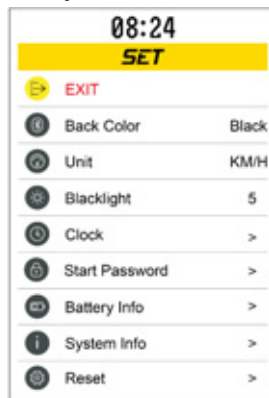 08:24
SET
EXIT
Back Color Black
Unit KM/H
Blacklight 5
Clock >
Start Password >
Battery Info >
System Info >
Reset >